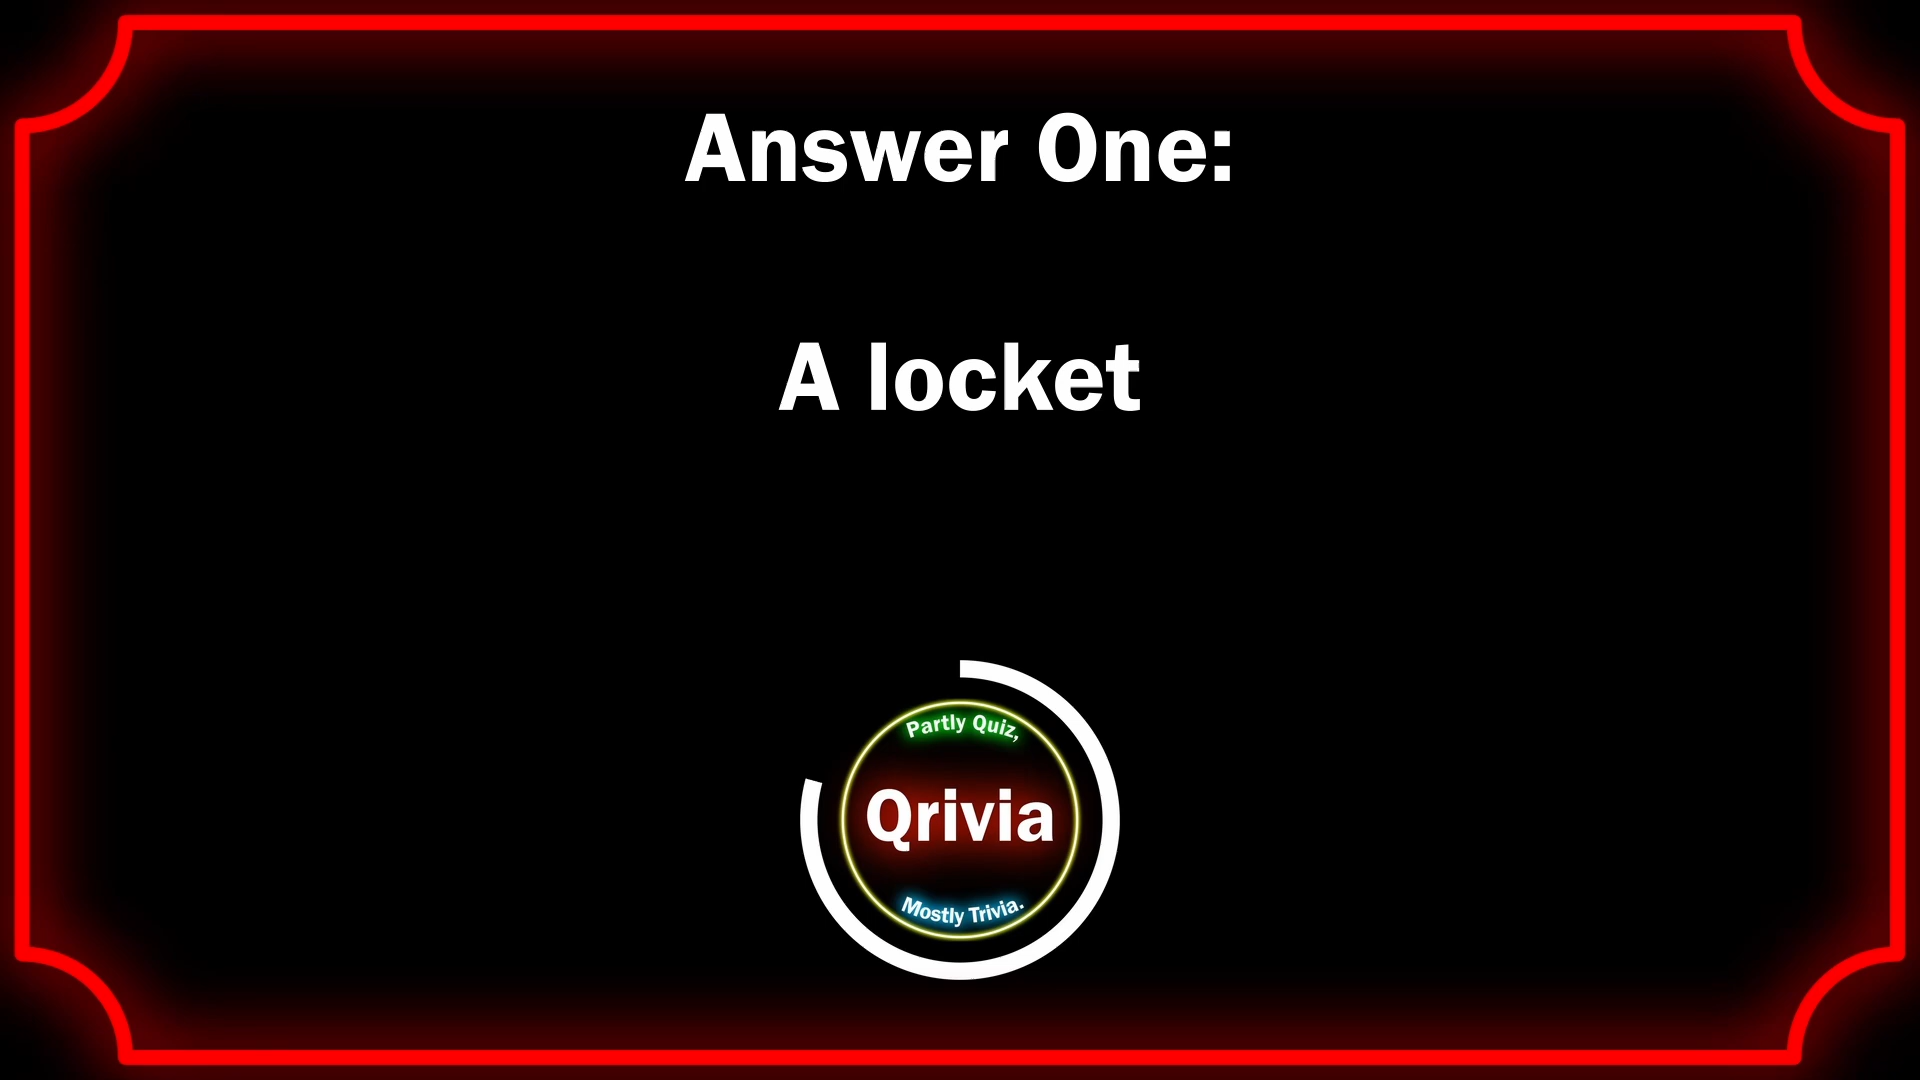 Answer One:
A locket
Partly Quiz,
Qrivia
Mostly Trivia.